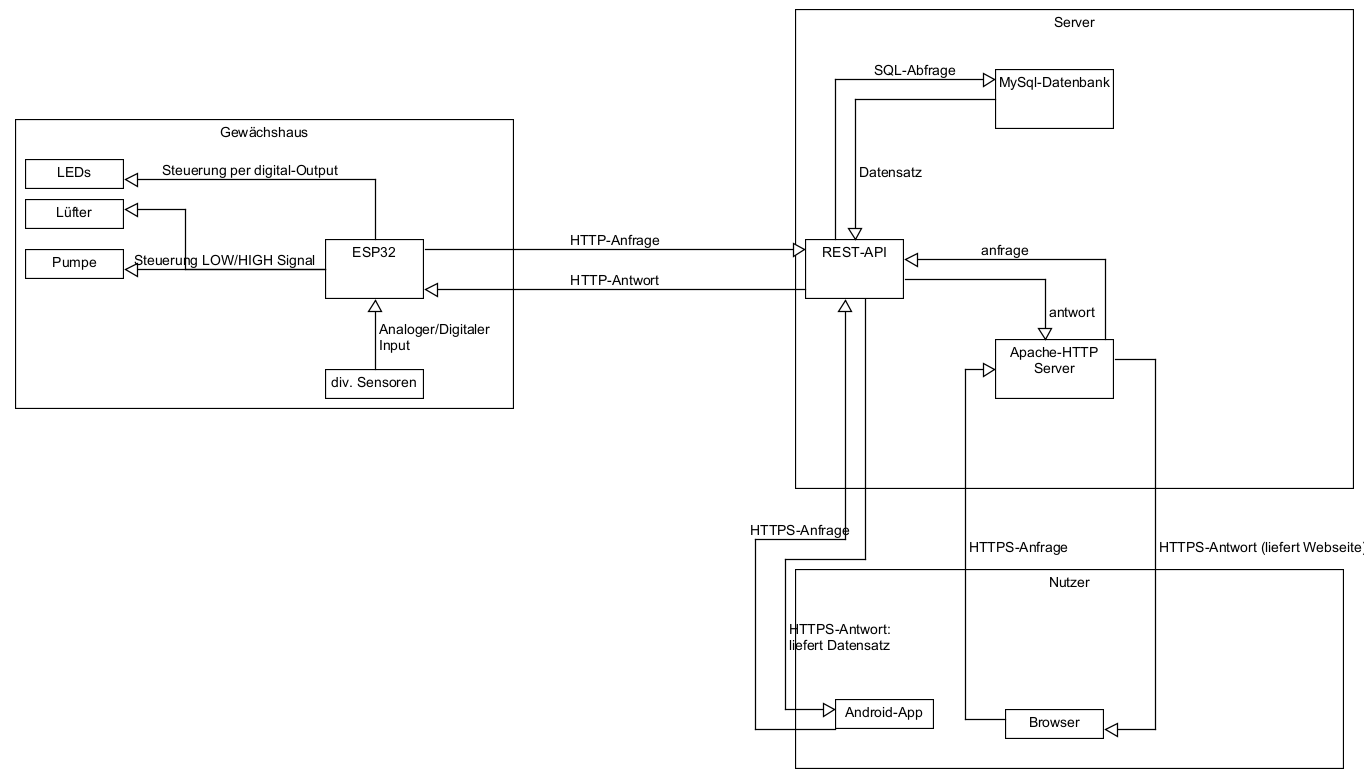 Server
SQL-Abfrage
MySql-Datenbank
Gewächshaus
LEDs
Steuerung per digital-Output
Datensatz
Lüfter
HTTP-Anfrage
ESP32
REST-API
anfrage
Pumpe
Steuerung LOW/HIGH Signal
HTTP-Antwort
antwort
Analoger/Digitaler
Input
Apache-HTTP
Server
div. Sensoren
HTTPS-Anfrage
HTTPS-Anfrage
HTTPS-Antwort (liefert Webseite)
Nutzer
HTTPS-Antwort:
liefert Datensatz
Android-App
Browser